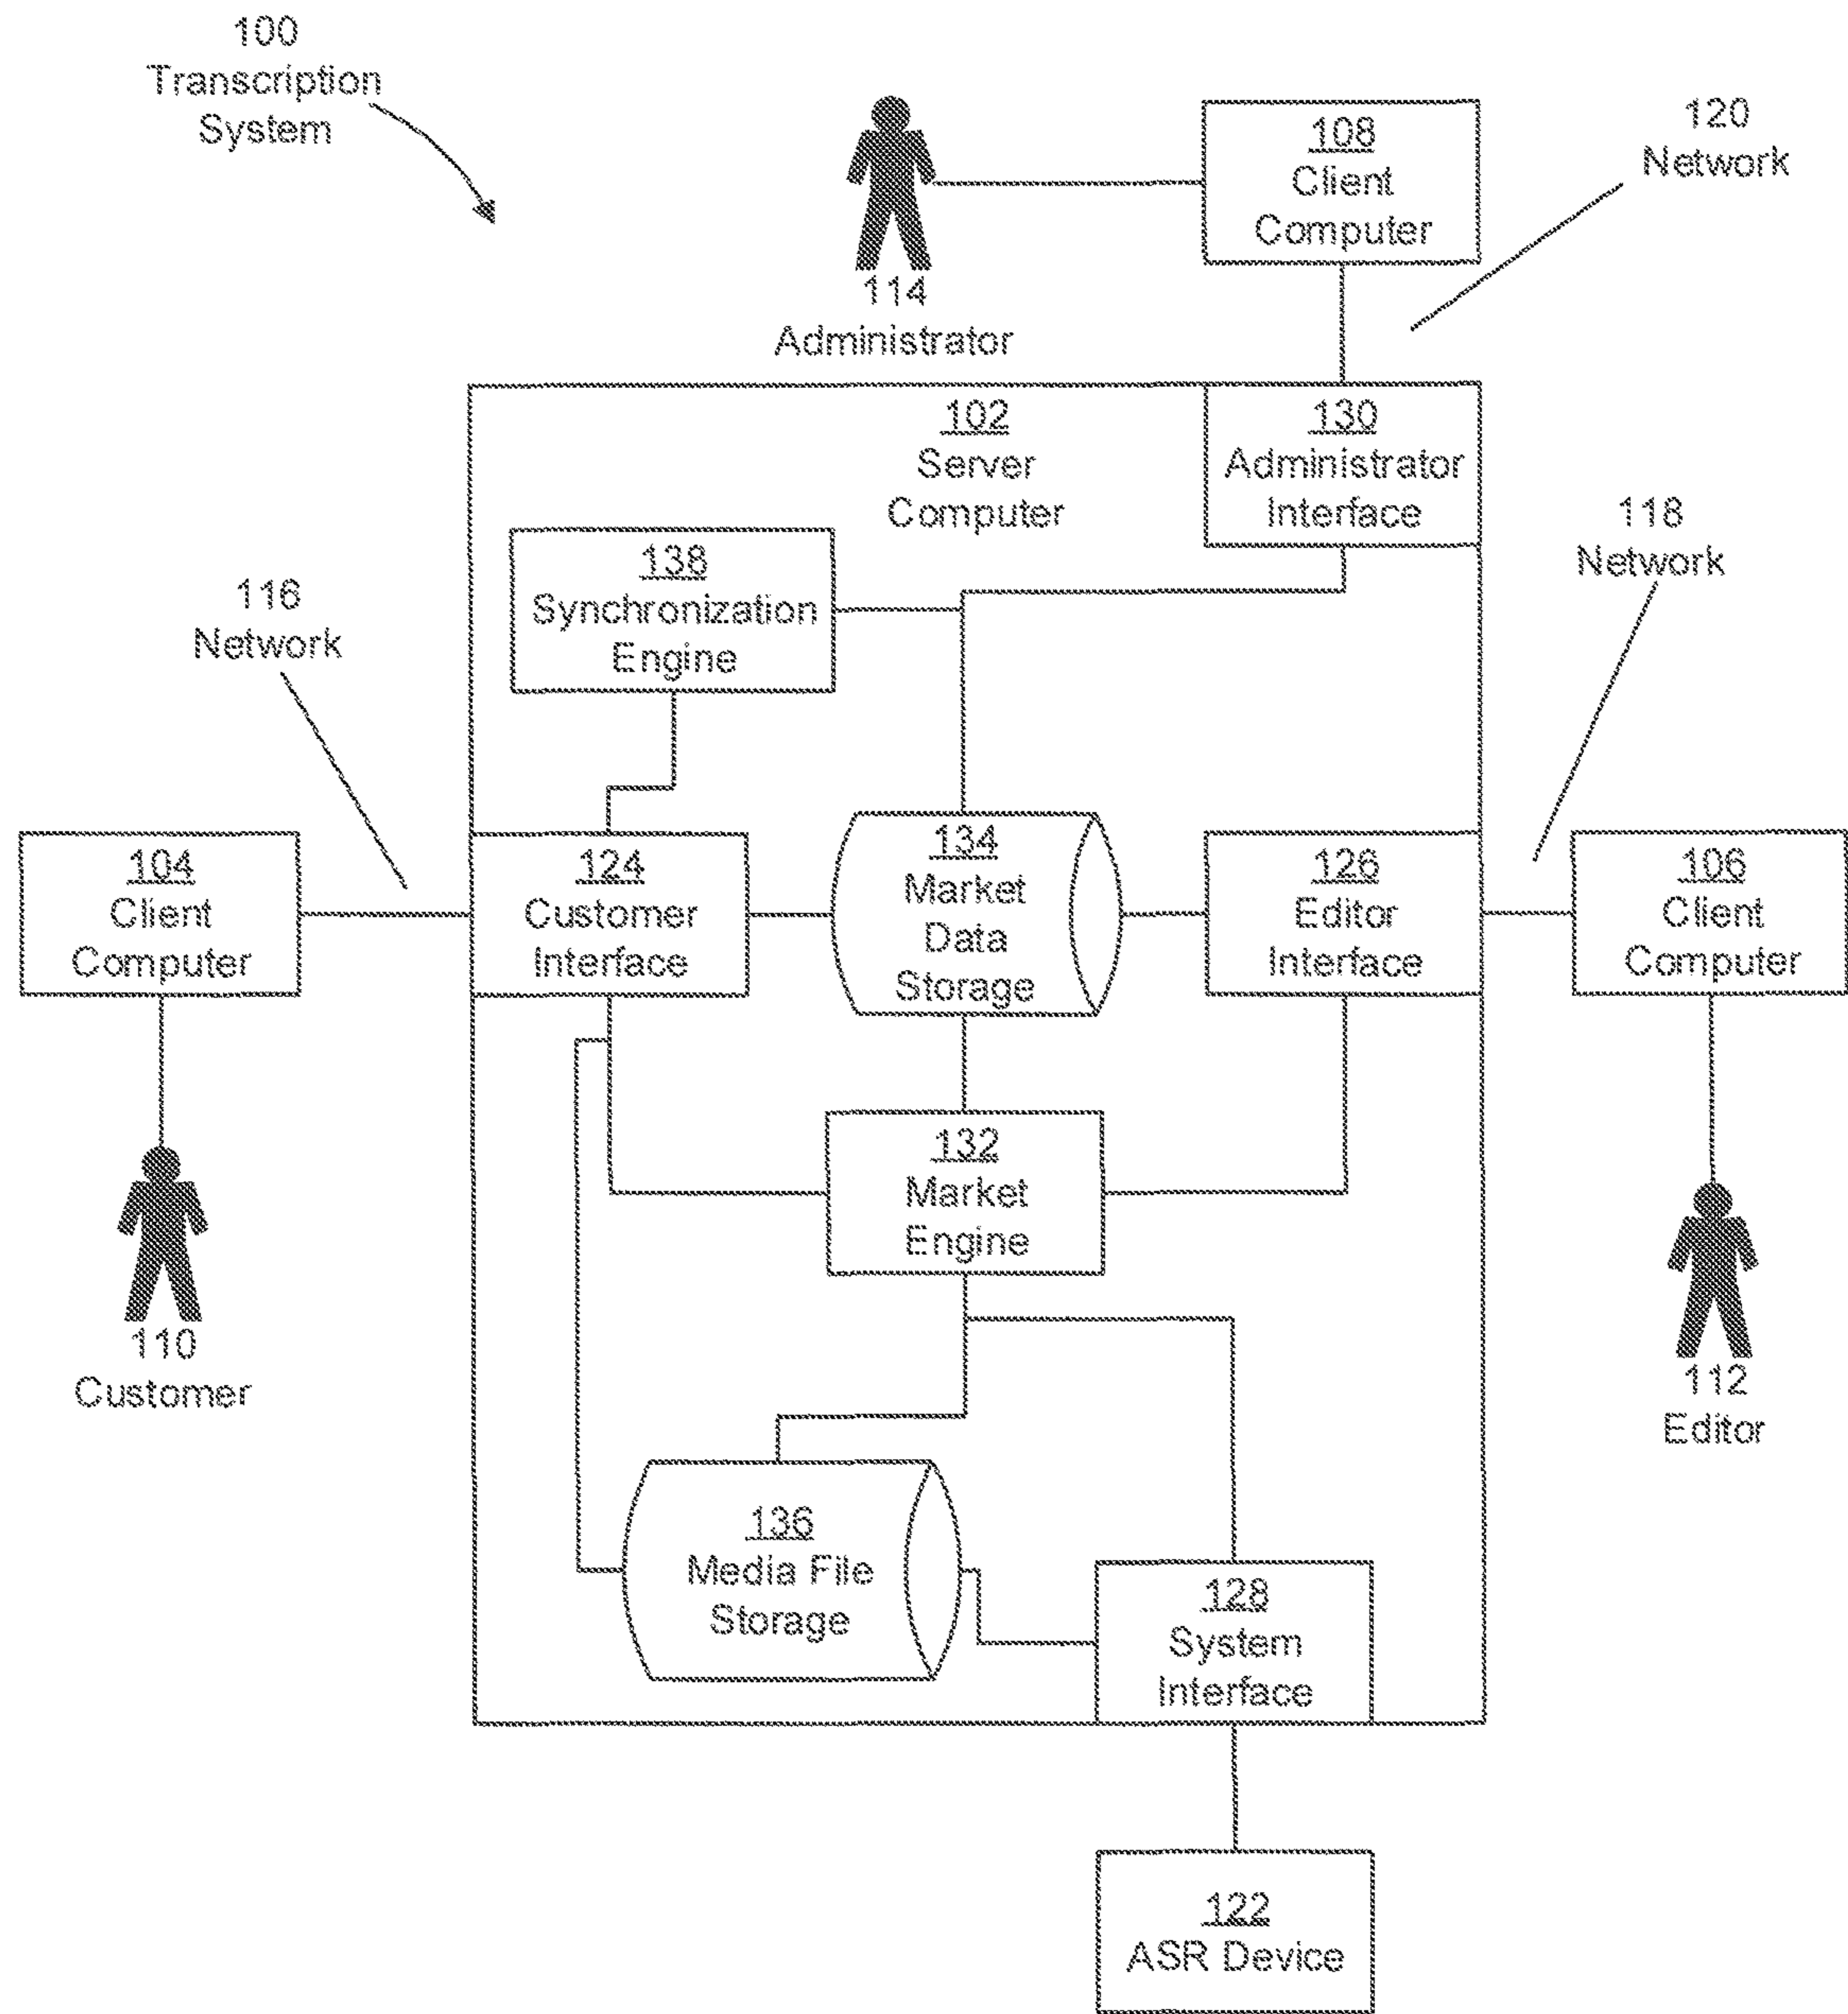 100
Transcription
System
108
Client
Computer
120
Network
114
Administrator
102
Server
Computer
130
Administrator
Interface
118
Network
138
Synchronization
Engine
116
Network
104
Client
Computer
124
Customer
Interface
134
Market
Data
Storage
126
Editor
Interface
106
Client
Computer
132
Market
Engine
110
Customer
112
Editor
136
Media File
Storage
128
System
Interface
122
ASR Device